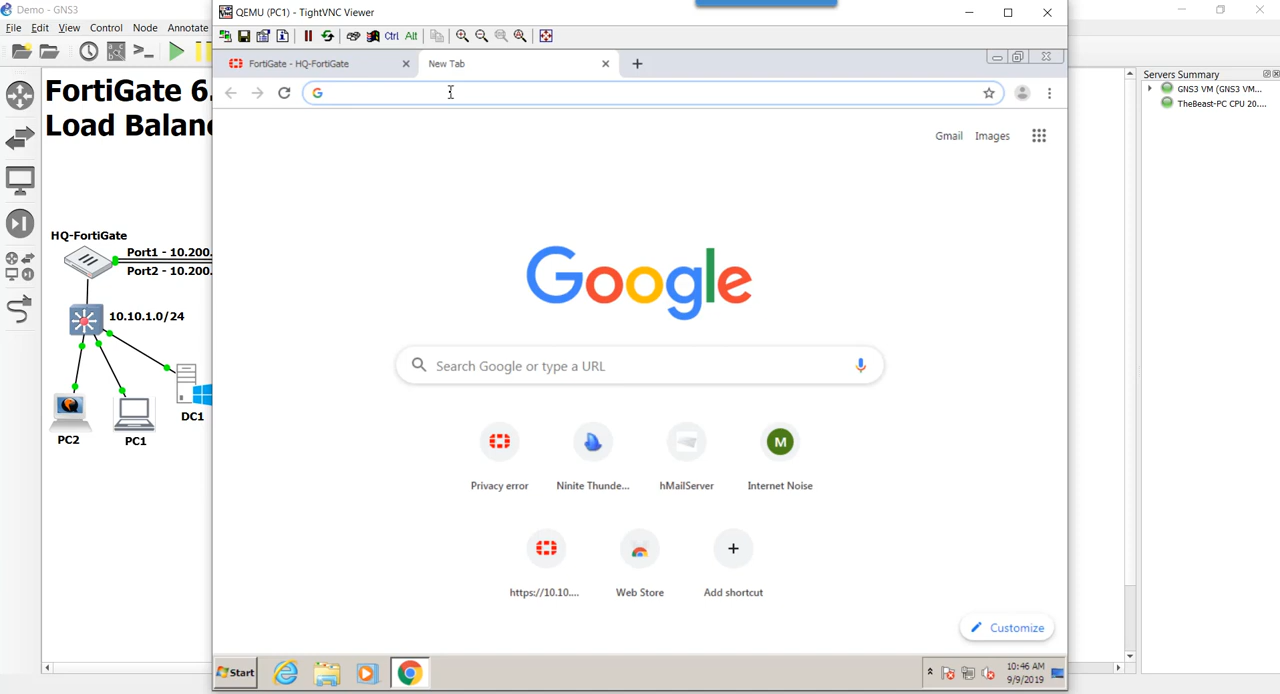 Demo - GNS3
File Edit View Control Node Annotate
QEMU (PC1) - TightVNC Viewer
Ctrl Alt
FortiGate - HQ-FortiGate
New Tab
FortiGate 6.
Load Balan
HQ-FortiGate
Port1 - 10.200.
Port2 - 10.200.
10.10.1.0/24
DC1
PC2
PC1
Gmail Images
Google
Search Google or type a URL
Privacy error
Ninite Thunde...
hMailServer
M
Internet Noise
https://10.10....
Web Store
Add shortcut
Customize
Start
10:46 AM
9/9/2019
Servers Summary
GNS3 VM (GNS3 VM...
TheBeast-PC CPU 20....